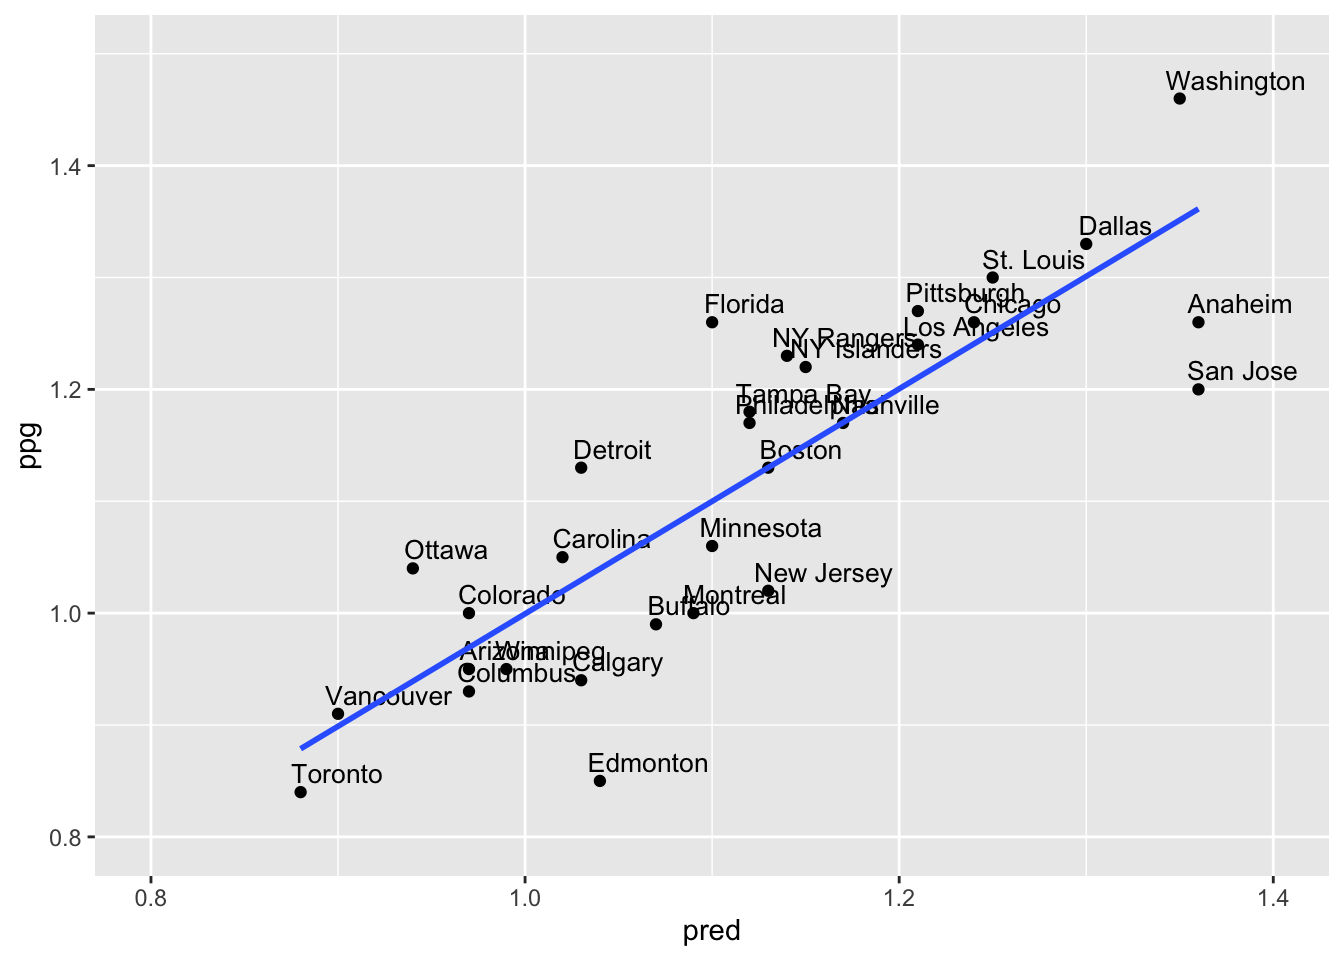 Washington
1.4
Dallas
St. Louis
Pittsburgh
Chicago
Florida
Anaheim
Los Angeles
NY Rangers
NY Islanders
San Jose
1.2
Tampa Bay
Philadelphia
Nashville
ppg
Detroit
Boston
Minnesota
Carolina
Ottawa
New Jersey
Colorado
Montreal
Buffalo
1.0
Arizona
Winnipeg
Calgary
Columbus
Vancouver
Edmonton
Toronto
0.8
0.8 1.0 1.2 1.4
pred